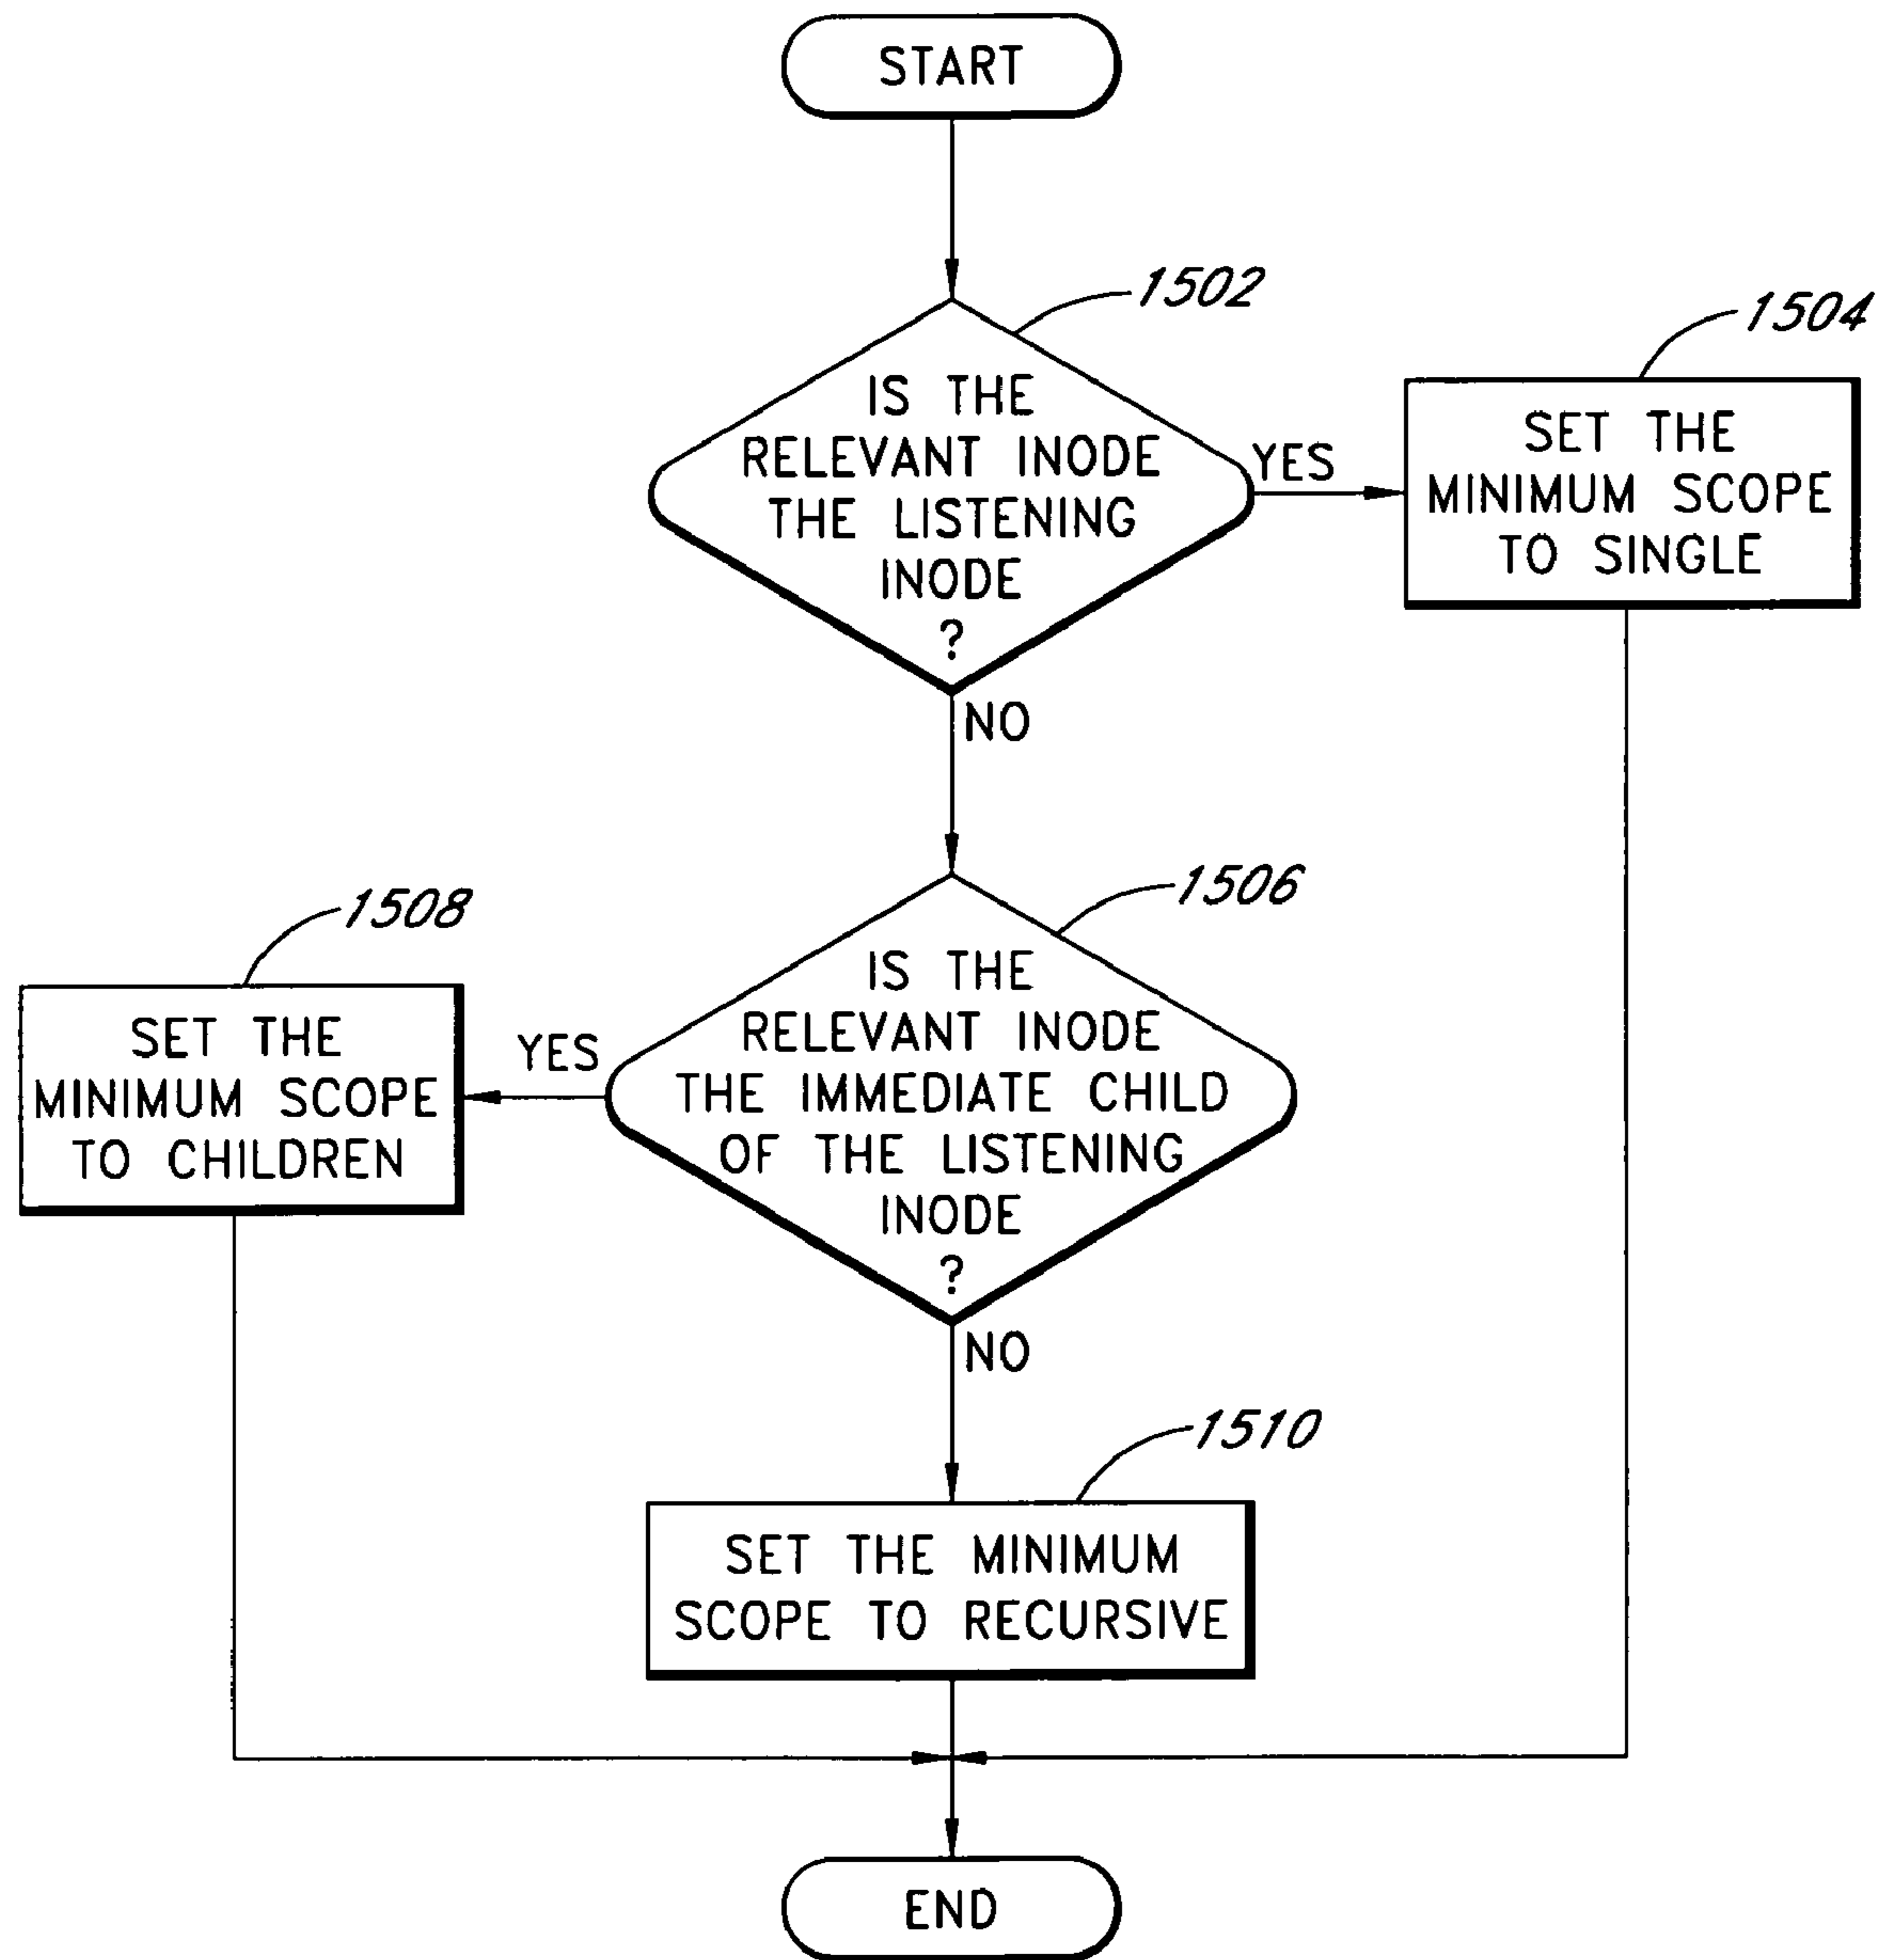 START
1502
IS THE
RELEVANT INODE
THE LISTENING
INODE
?
YES
1504
SET THE
MINIMUM SCOPE
TO SINGLE
NO
1506
IS THE
RELEVANT INODE
THE IMMEDIATE CHILD
OF THE LISTENING
INODE
?
YES
1508
SET THE
MINIMUM SCOPE
TO CHILDREN
NO
1510
SET THE MINIMUM
SCOPE TO RECURSIVE
END